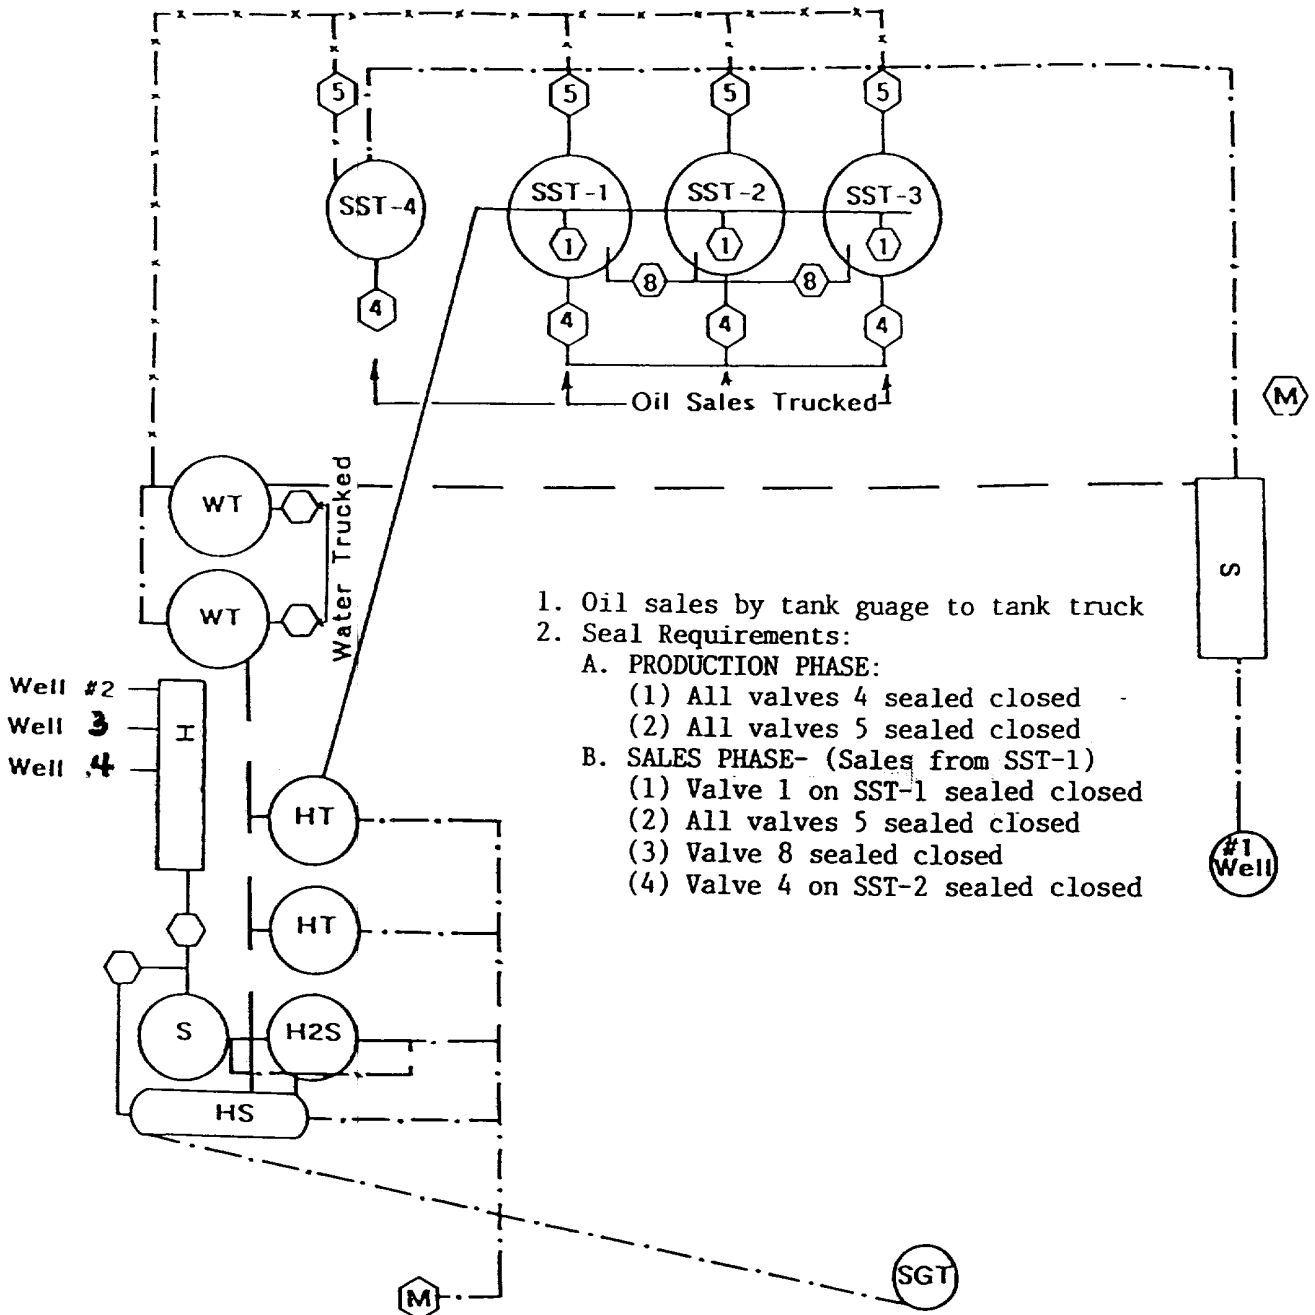 5 5 5 5
SST-4 SST-1 SST-2 SST-3
1 1 1
8 8
4 4 4 4
Oil Sales Trucked
M
WT
Water Trucked
S
WT
1. Oil sales by tank guage to tank truck
2. Seal Requirements:
A. PRODUCTION PHASE:
(1) All valves 4 sealed closed
(2) All valves 5 sealed closed
B. SALES PHASE- (Sales from SST-1)
(1) Valve 1 on SST-1 sealed closed
(2) All valves 5 sealed closed
(3) Valve 8 sealed closed
(4) Valve 4 on SST-2 sealed closed
Well #2
Well 3
Well 4
H
HT
#1
Well
HT
S
H2S
HS
SGT
M